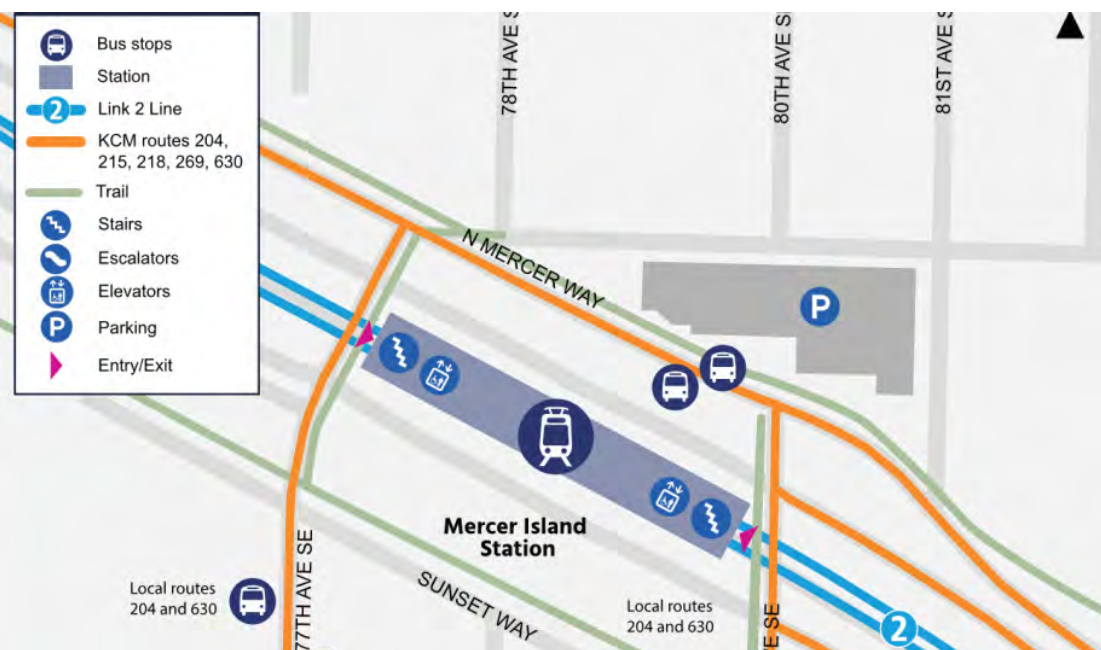 Bus stops
Station
2
Link 2 Line
KCM routes 204,
215, 218, 269, 630
Trail
Stairs
Escalators
Elevators
P
Parking
Entry/Exit
78TH AVE S
80TH AVE S
81ST AVE S
N MERCER WAY
P
Mercer Island
Station
Local routes
204 and 630
77TH AVE SE
SUNSET WAY
Local routes
204 and 630
VE SE
2